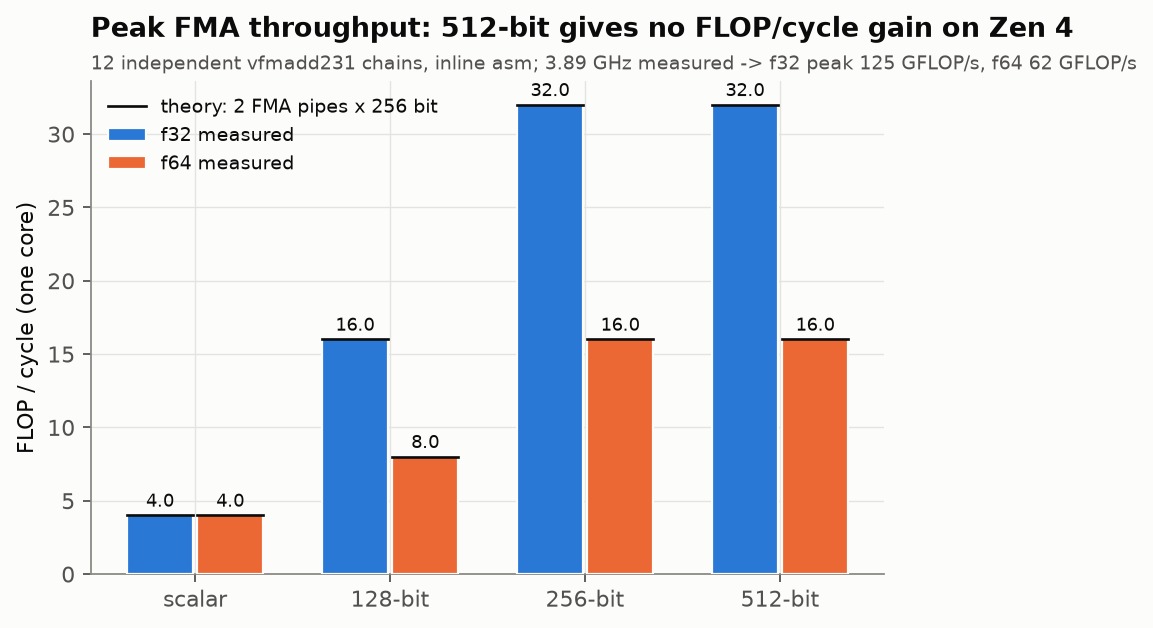 Peak FMA throughput: 512-bit gives no FLOP/cycle gain on Zen 4
12 independent vfmadd231 chains, inline asm; 3.89 GHz measured -> f32 peak 125 GFLOP/s, f64 62 GFLOP/s
theory: 2 FMA pipes x 256 bit
f32 measured
f64 measured
FLOP / cycle (one core)
30
25
20
15
10
5
0
4.0
4.0
16.0
8.0
32.0
16.0
32.0
16.0
scalar
128-bit
256-bit
512-bit